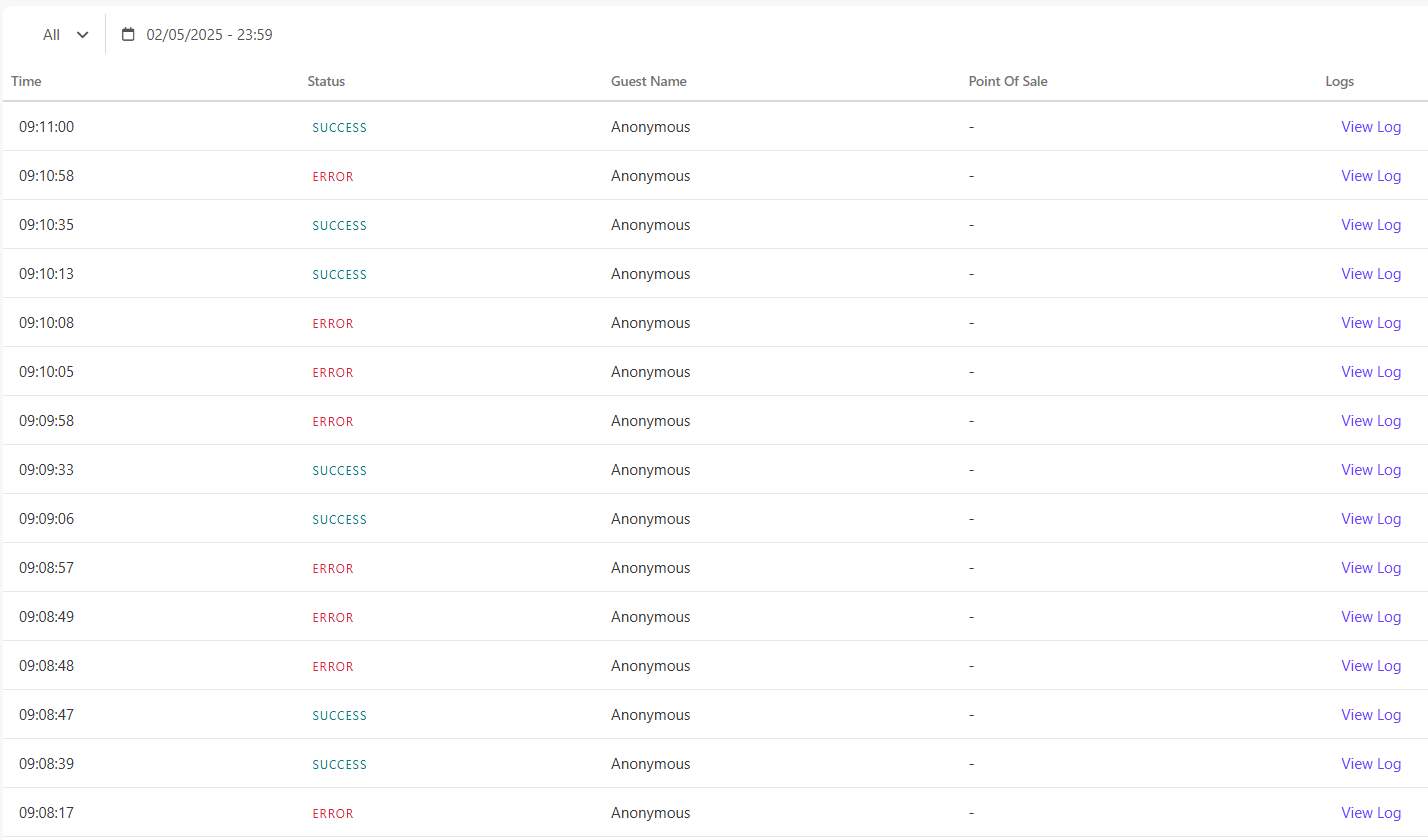 All 02/05/2025 - 23:59
Time Status Guest Name Point Of Sale Logs
09:11:00 SUCCESS Anonymous - View Log
09:10:58 ERROR Anonymous - View Log
09:10:35 SUCCESS Anonymous - View Log
09:10:13 SUCCESS Anonymous - View Log
09:10:08 ERROR Anonymous - View Log
09:10:05 ERROR Anonymous - View Log
09:09:58 ERROR Anonymous - View Log
09:09:33 SUCCESS Anonymous - View Log
09:09:06 SUCCESS Anonymous - View Log
09:08:57 ERROR Anonymous - View Log
09:08:49 ERROR Anonymous - View Log
09:08:48 ERROR Anonymous - View Log
09:08:47 SUCCESS Anonymous - View Log
09:08:39 SUCCESS Anonymous - View Log
09:08:17 ERROR Anonymous - View Log